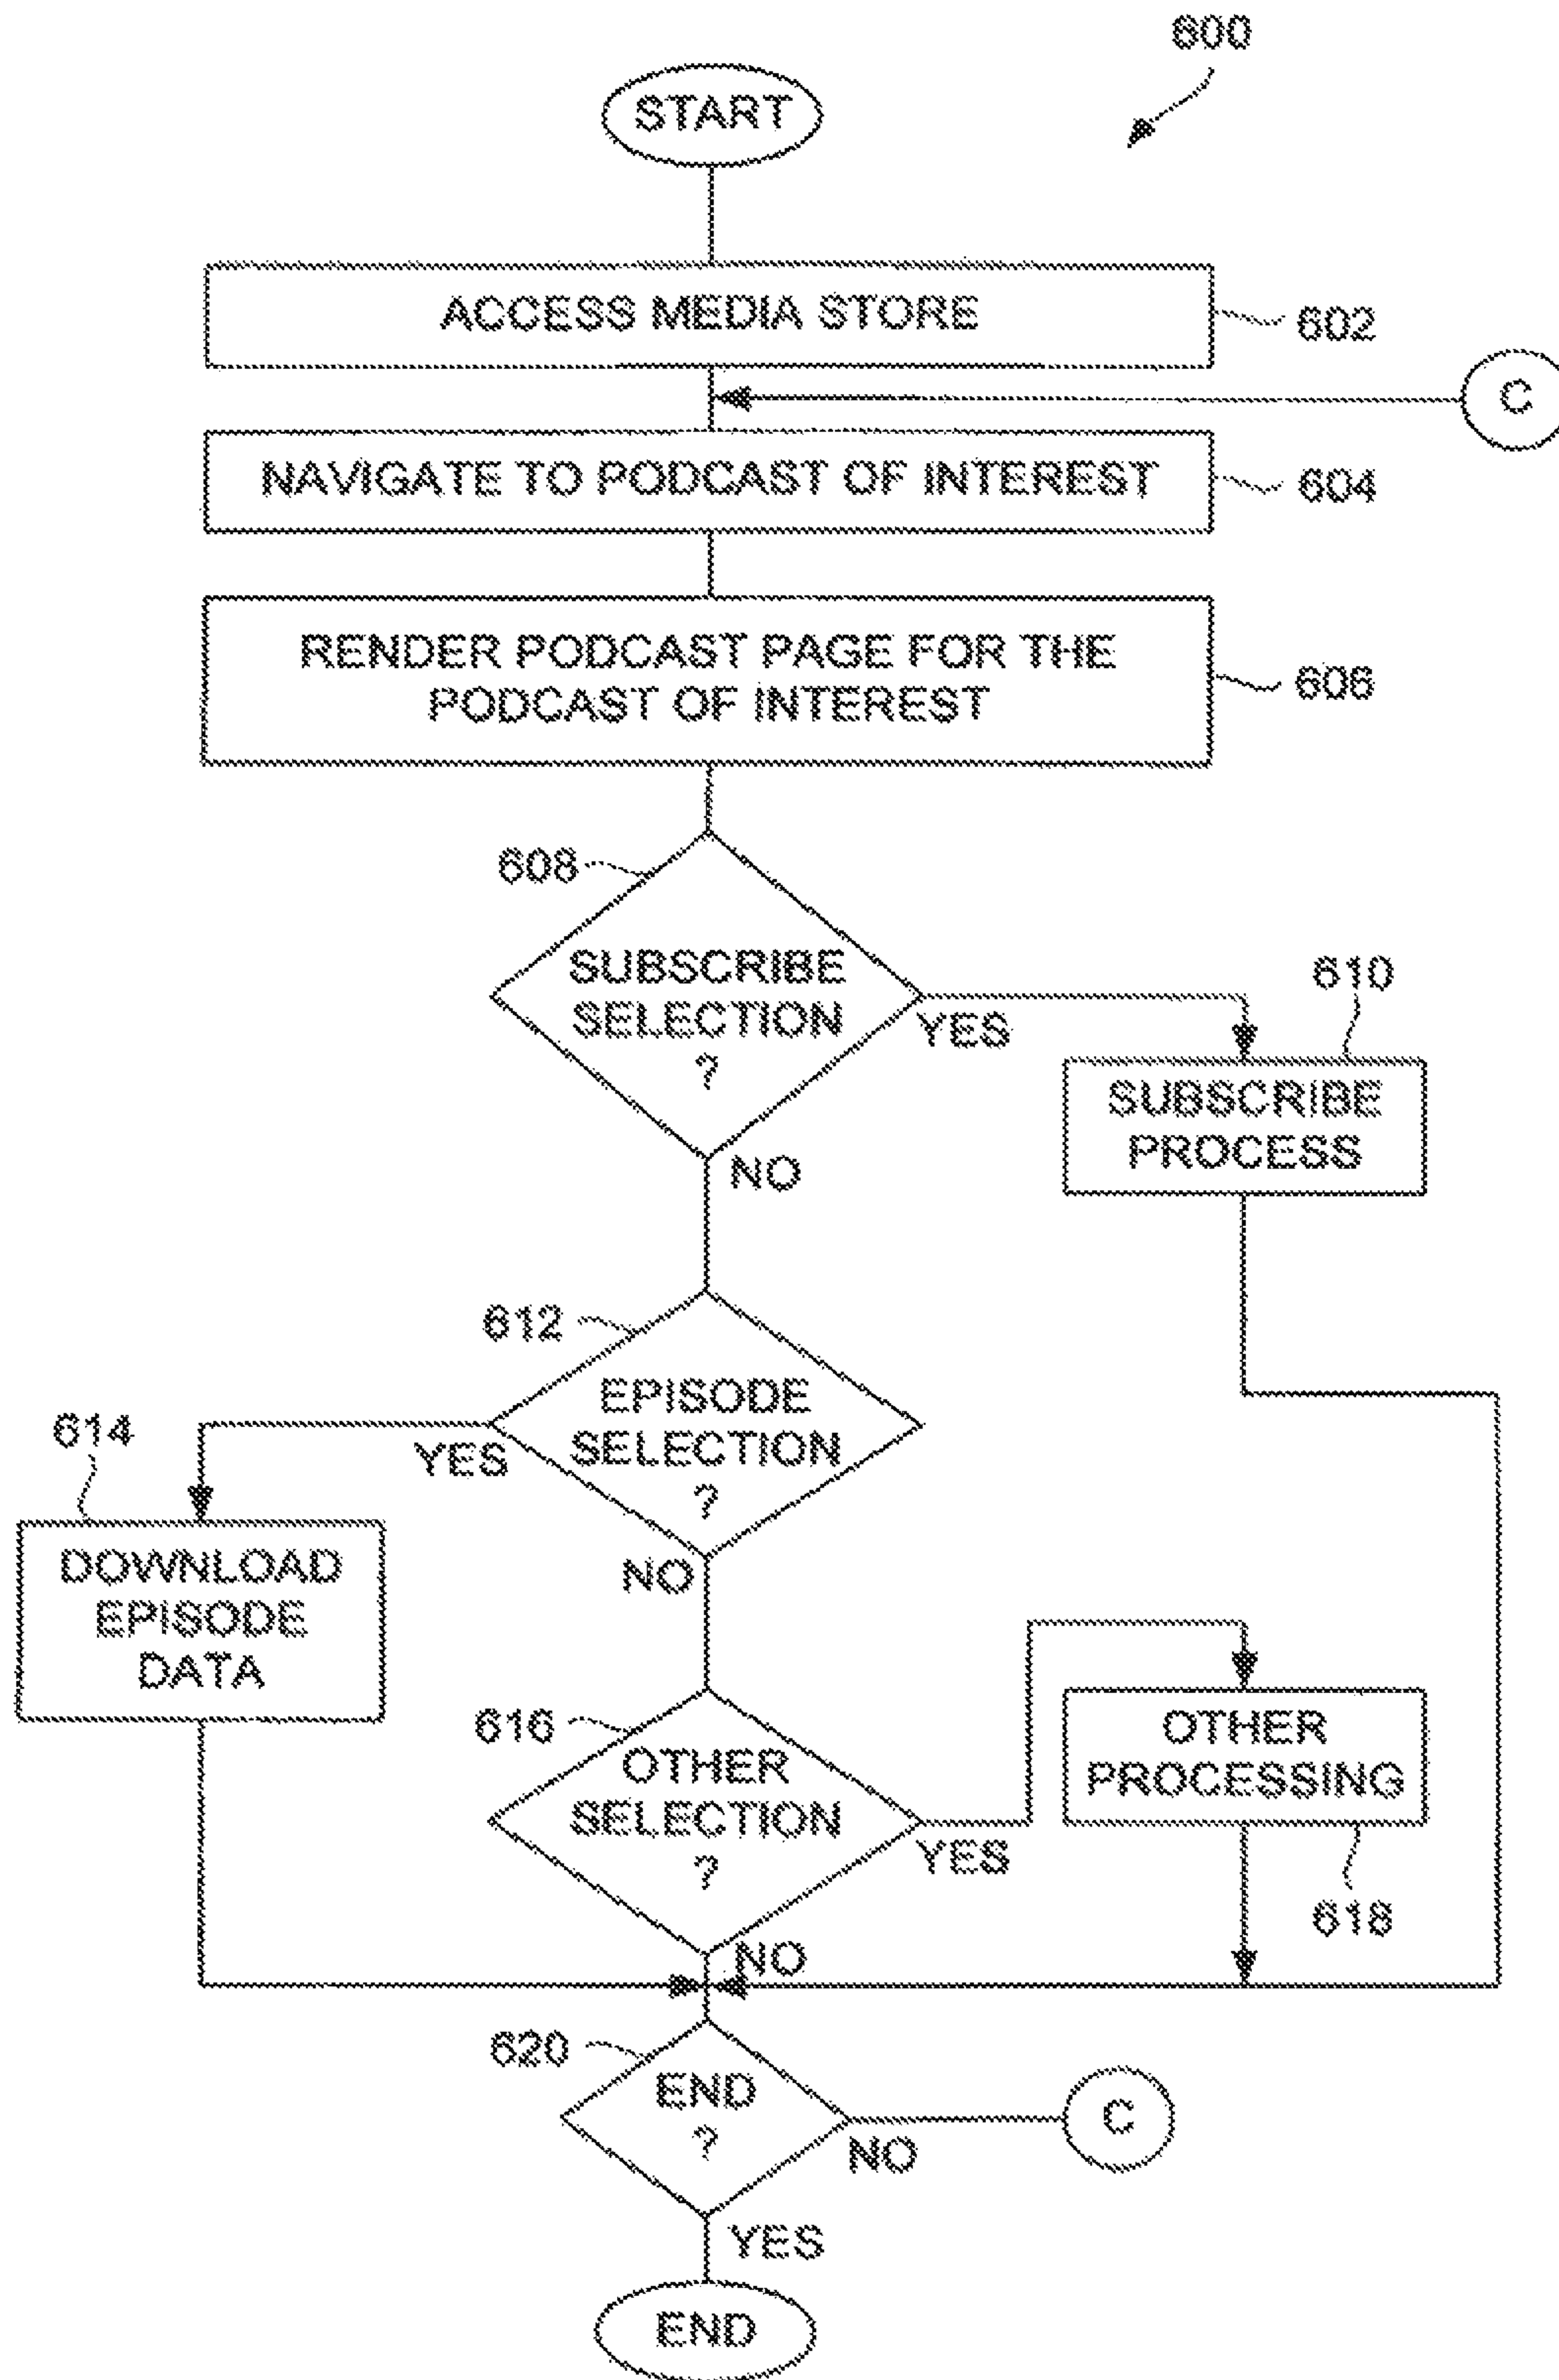 600
START
ACCESS MEDIA STORE
602
C
NAVIGATE TO PODCAST OF INTEREST
604
RENDER PODCAST PAGE FOR THE
PODCAST OF INTEREST
606
608
SUBSCRIBE
SELECTION
?
YES
NO
610
SUBSCRIBE
PROCESS
612
EPISODE
SELECTION
?
YES
NO
614
DOWNLOAD
EPISODE
DATA
616
OTHER
SELECTION
?
YES
NO
OTHER
PROCESSING
618
620
END
?
NO
C
YES
END